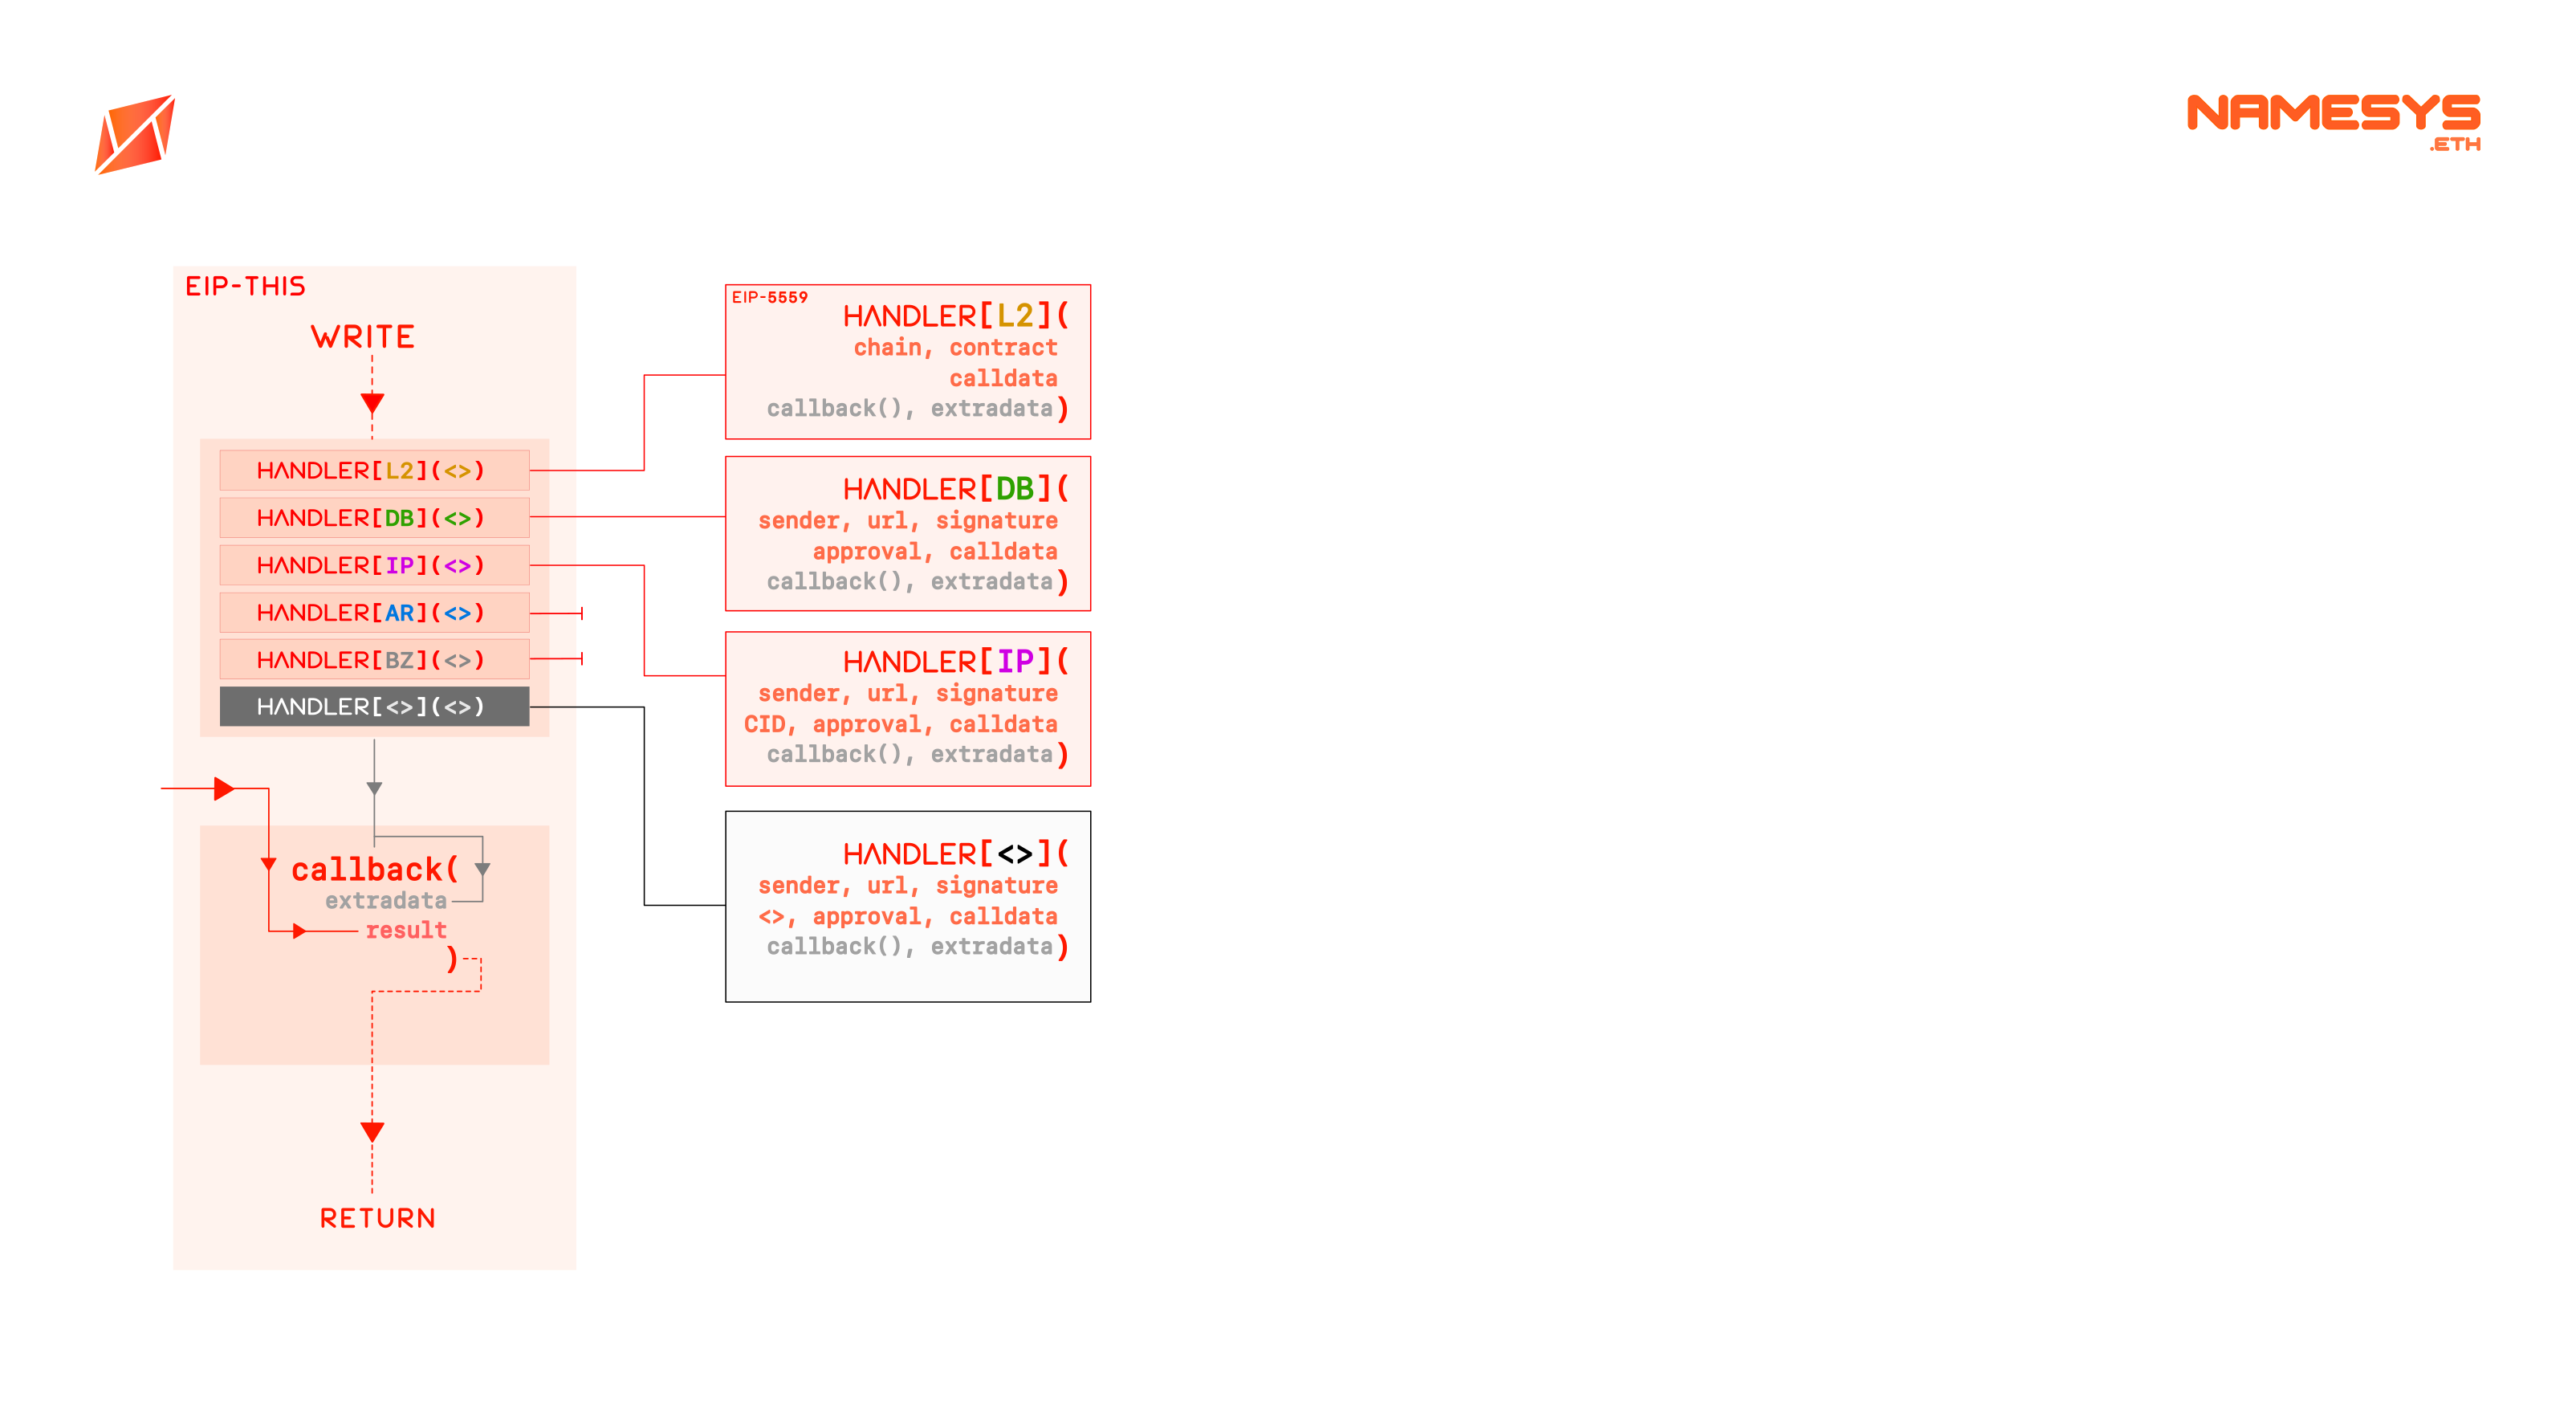 NAMESYS
.ETH
EIP-THIS
WRITE
HANDLER[L2](<>)
HANDLER[DB](<>)
HANDLER[IP](<>)
HANDLER[AR](<>)
HANDLER[BZ](<>)
HANDLER[<>](<>)
callback(
extradata
result
)
RETURN
EIP-5559
HANDLER[L2](
chain, contract
calldata
callback(), extradata)
HANDLER[DB](
sender, url, signature
approval, calldata
callback(), extradata)
HANDLER[IP](
sender, url, signature
CID, approval, calldata
callback(), extradata)
HANDLER[<>](
sender, url, signature
<>, approval, calldata
callback(), extradata)